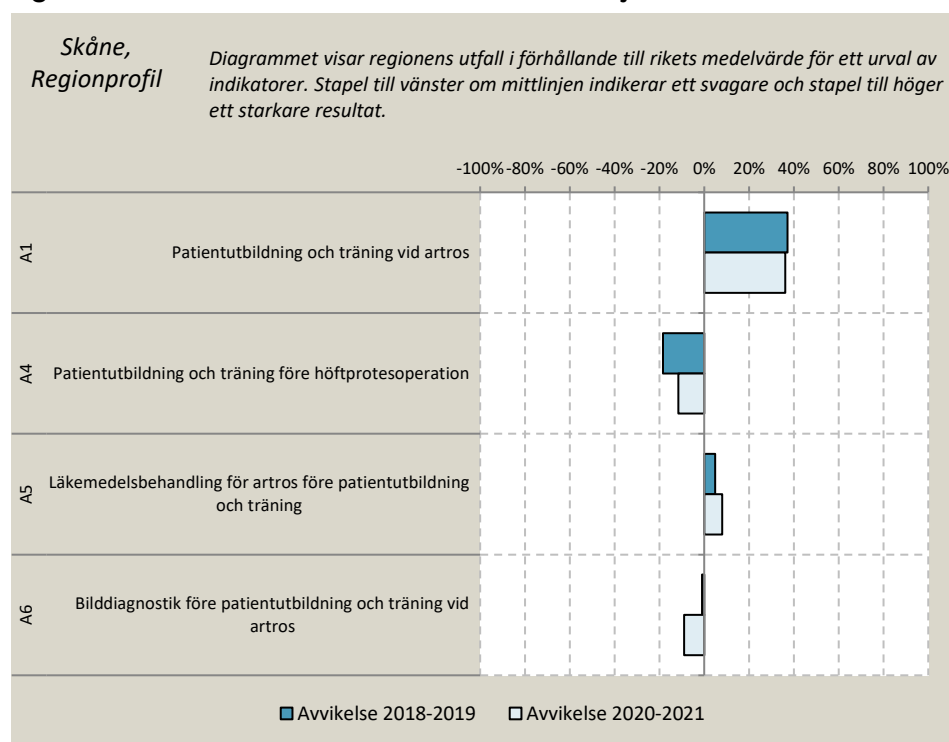 Skåne,
Regionprofil
Diagrammet visar regionens utfall i förhållande till rikets medelvärde för ett urval av
indikatorer. Stapel till vänster om mittlinjen indikerar ett svagare och stapel till höger
ett starkare resultat.
-100% -80% -60% -40% -20% 0% 20% 40% 60% 80% 100%
A1
Patientutbildning och träning vid artros
A4
Patientutbildning och träning före höftprotesoperation
A5
Läkemedelsbehandling för artros före patientutbildning
och träning
A6
Bilddiagnostik före patientutbildning och träning vid
artros
Avvikelse 2018-2019 Avvikelse 2020-2021